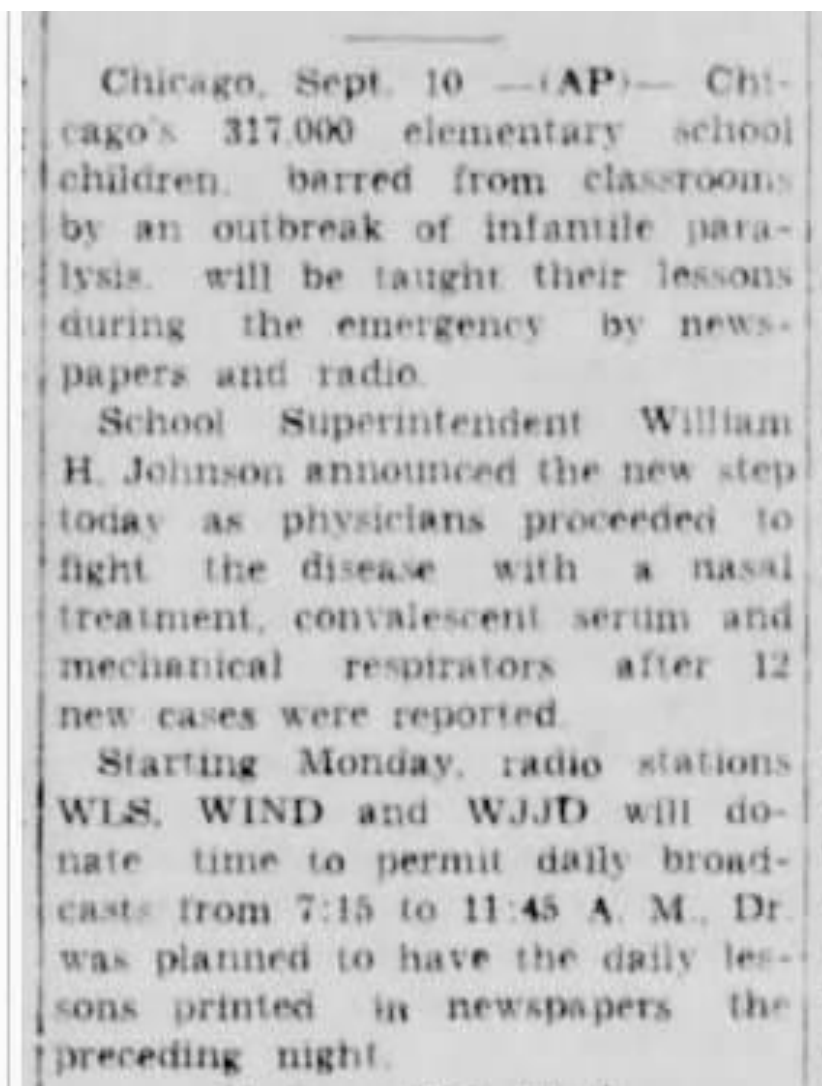 Chicago, Sept. 10 —(AP)— Chi-
cago's 317,000 elementary school
children, barred from classrooms
by an outbreak of infantile para-
lysis, will be taught their lessons
during the emergency by news-
papers and radio.
School Superintendent William
H. Johnson announced the new step
today as physicians proceeded to
fight the disease with a nasal
treatment, convalescent serum and
mechanical respirators after 12
new cases were reported.
Starting Monday, radio stations
WLS, WIND and WJJD will do-
nate time to permit daily broad-
casts from 7:15 to 11:45 A. M., Dr.
was planned to have the daily les-
sons printed in newspapers the
preceding night.